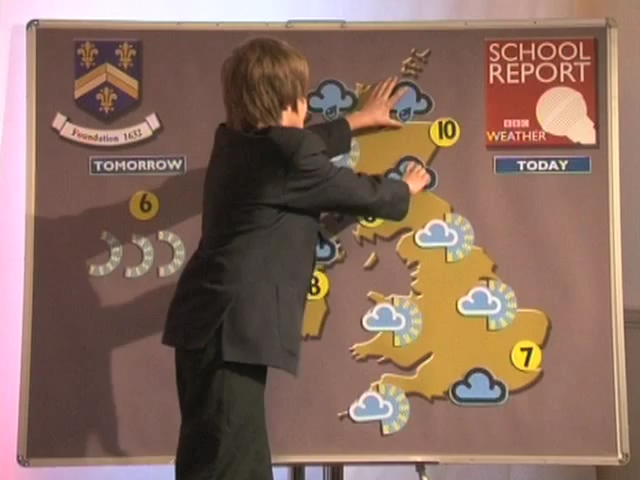 SCHOOL
REPORT
BBC
WEATHER
Foundation 1632
TOMORROW
TODAY
10
6
8
7